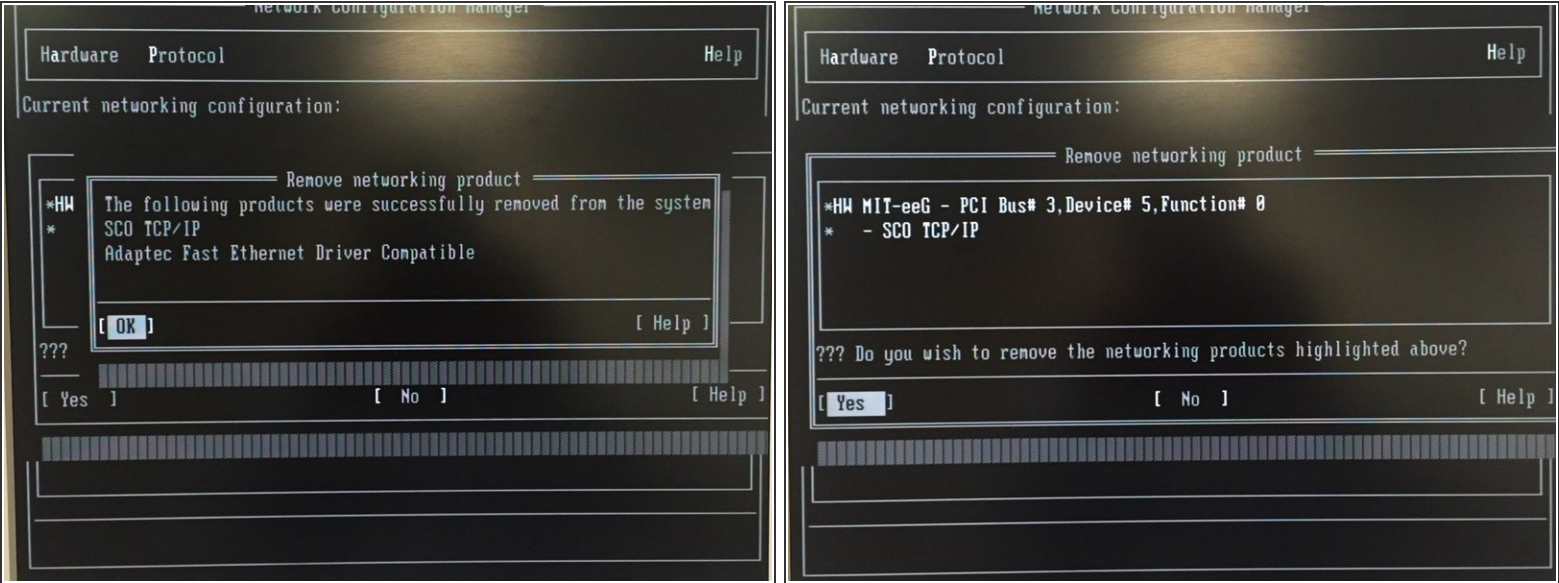 Network Configuration Manager
Hardware Protocol Help
Current networking configuration:
Remove networking product
*HW The following products were successfully removed from the system
* SCO TCP/IP
Adaptec Fast Ethernet Driver Compatible
[ OK ] [ Help ]
???
[ Yes ] [ No ] [ Help ]
Network Configuration Manager
Hardware Protocol Help
Current networking configuration:
Remove networking product
*HW MIT-eeG - PCI Bus# 3,Device# 5,Function# 0
* - SCO TCP/IP
??? Do you wish to remove the networking products highlighted above?
[ Yes ] [ No ] [ Help ]